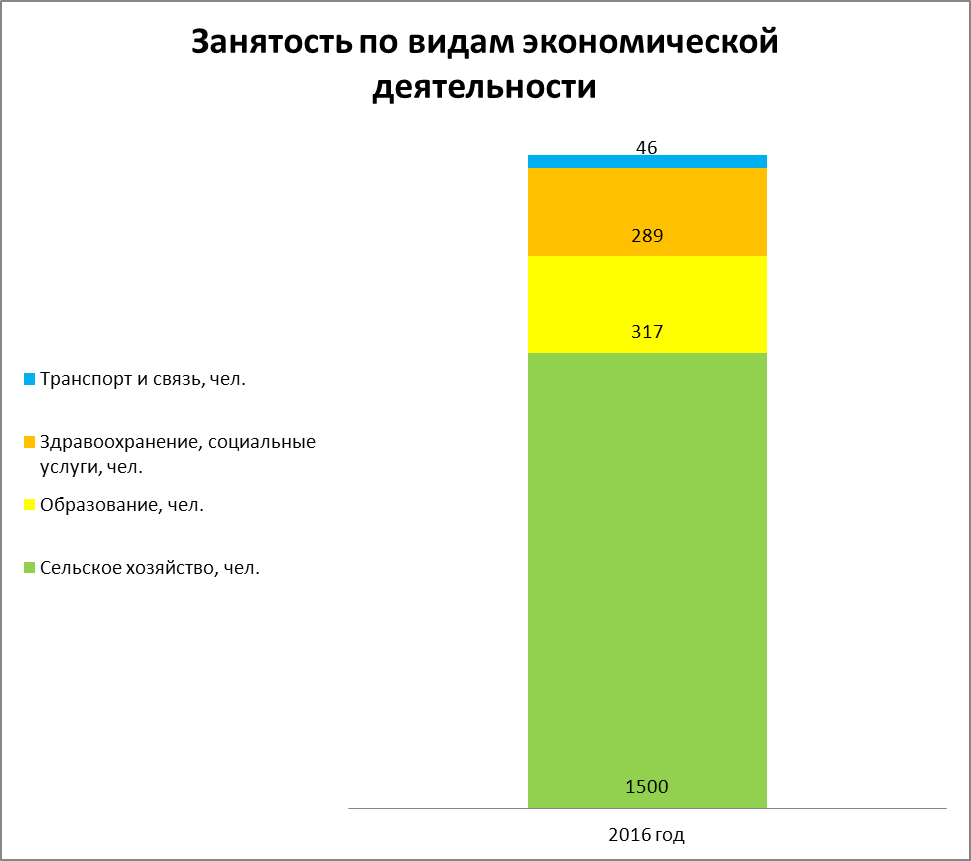 Занятость по видам экономической
деятельности
46
289
317
1500
Транспорт и связь, чел.
Здравоохранение, социальные
услуги, чел.
Образование, чел.
Сельское хозяйство, чел.
2016 год